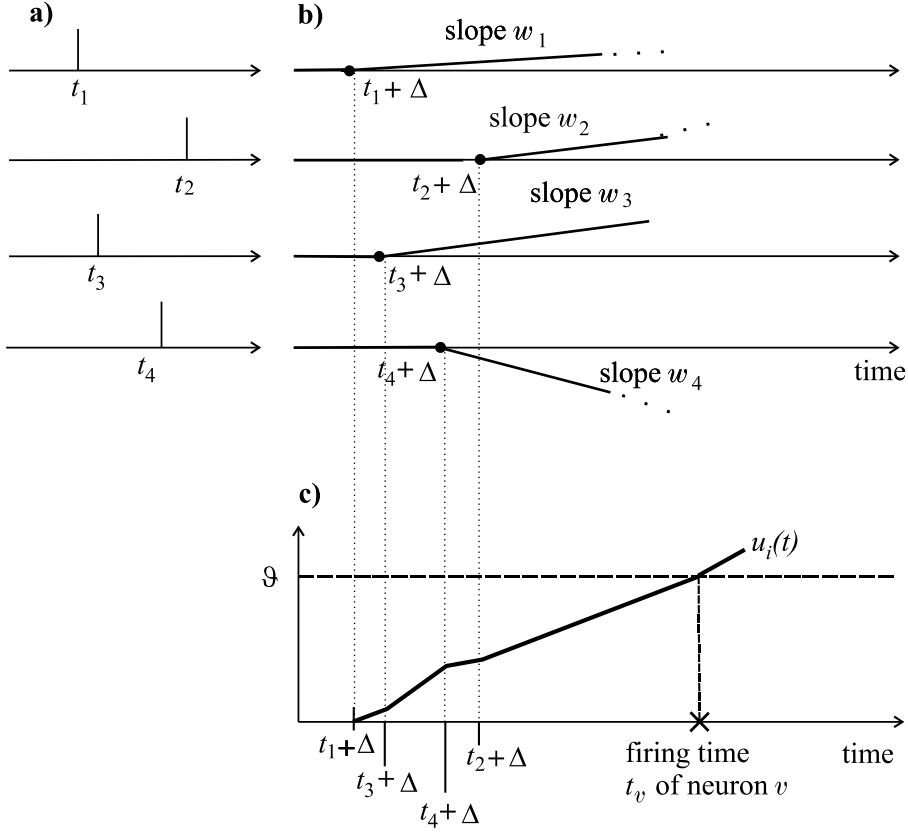 a)
b)
slope w₁
t₁
t₁ + Δ
slope w₂
t₂
t₂ + Δ
slope w₃
t₃
t₃ + Δ
t₄
t₄ + Δ
slope w₄
time
c)
uᵢ(t)
ϑ
t₁ + Δ
t₃ + Δ
t₄ + Δ
t₂ + Δ
firing time
tᵥ of neuron v
time